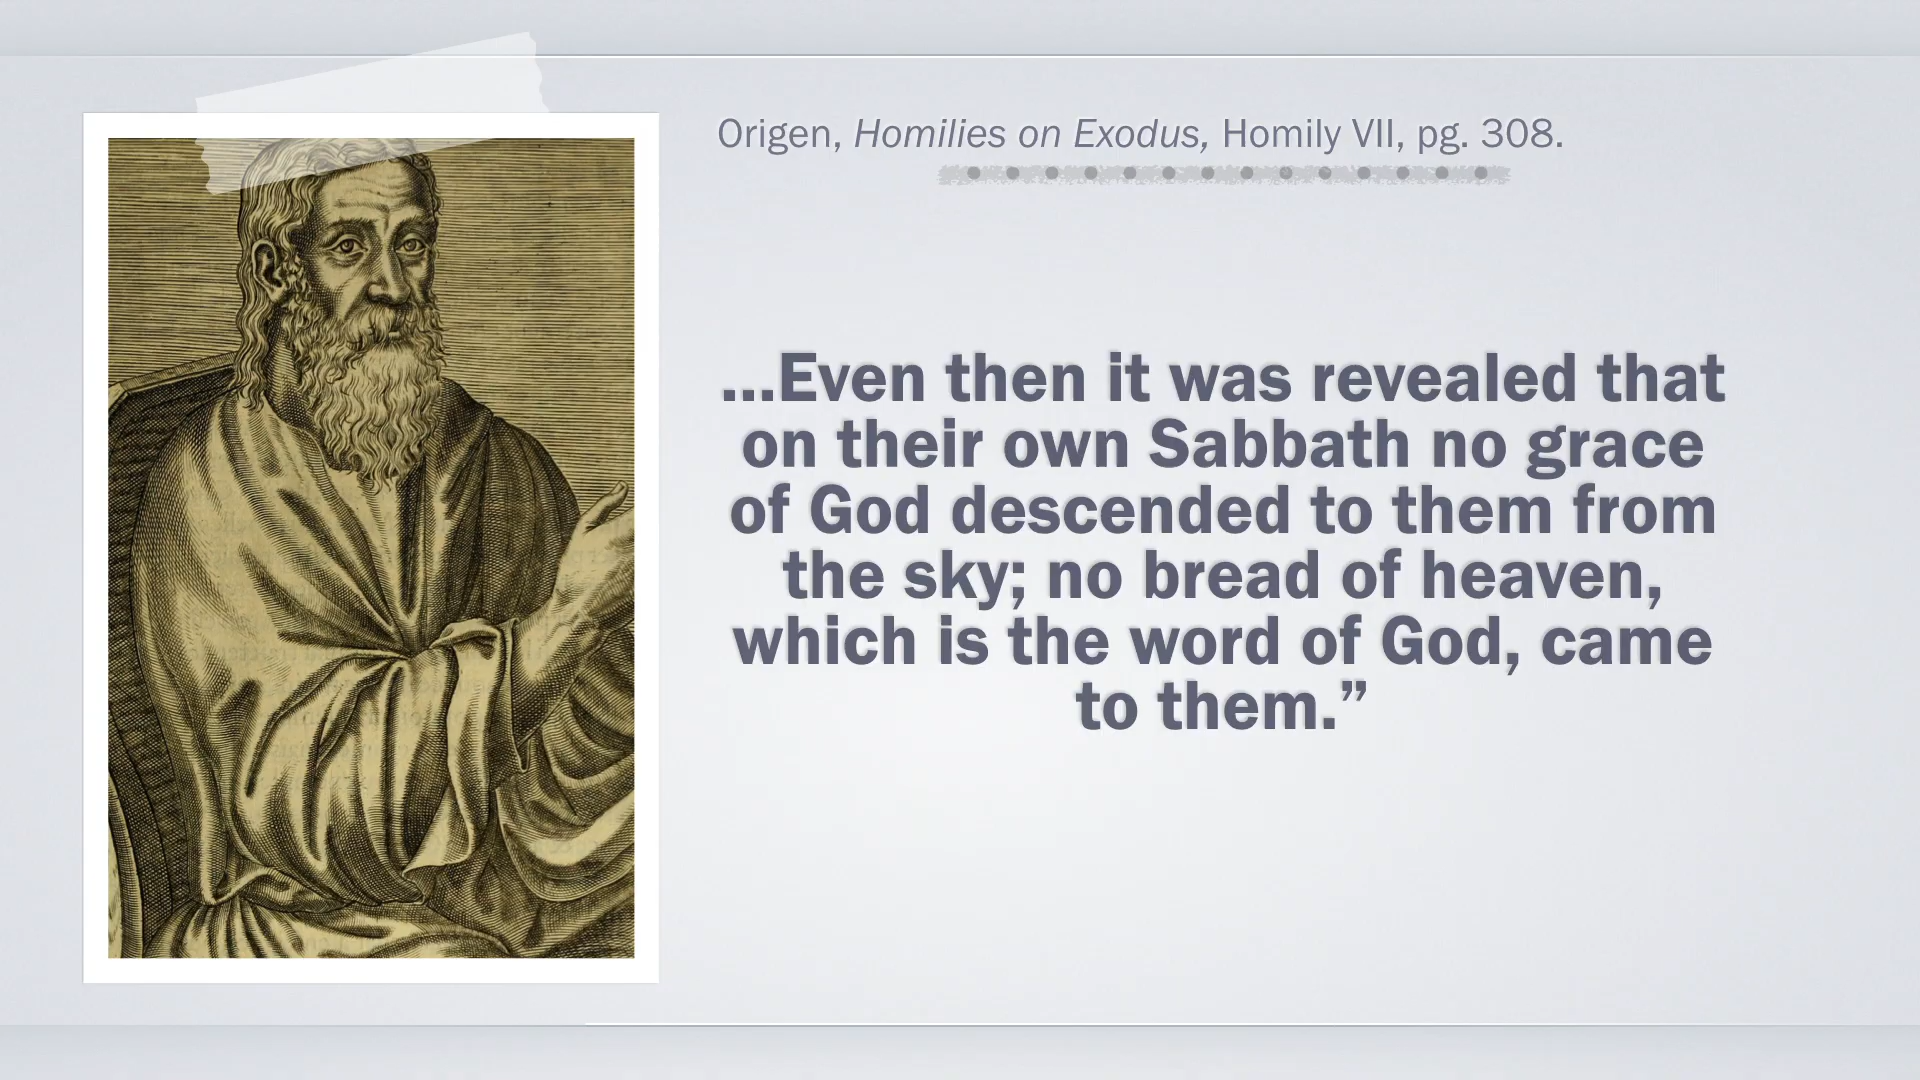 Origen, Homilies on Exodus, Homily VII, pg. 308.
...Even then it was revealed that
on their own Sabbath no grace
of God descended to them from
the sky; no bread of heaven,
which is the word of God, came
to them.”